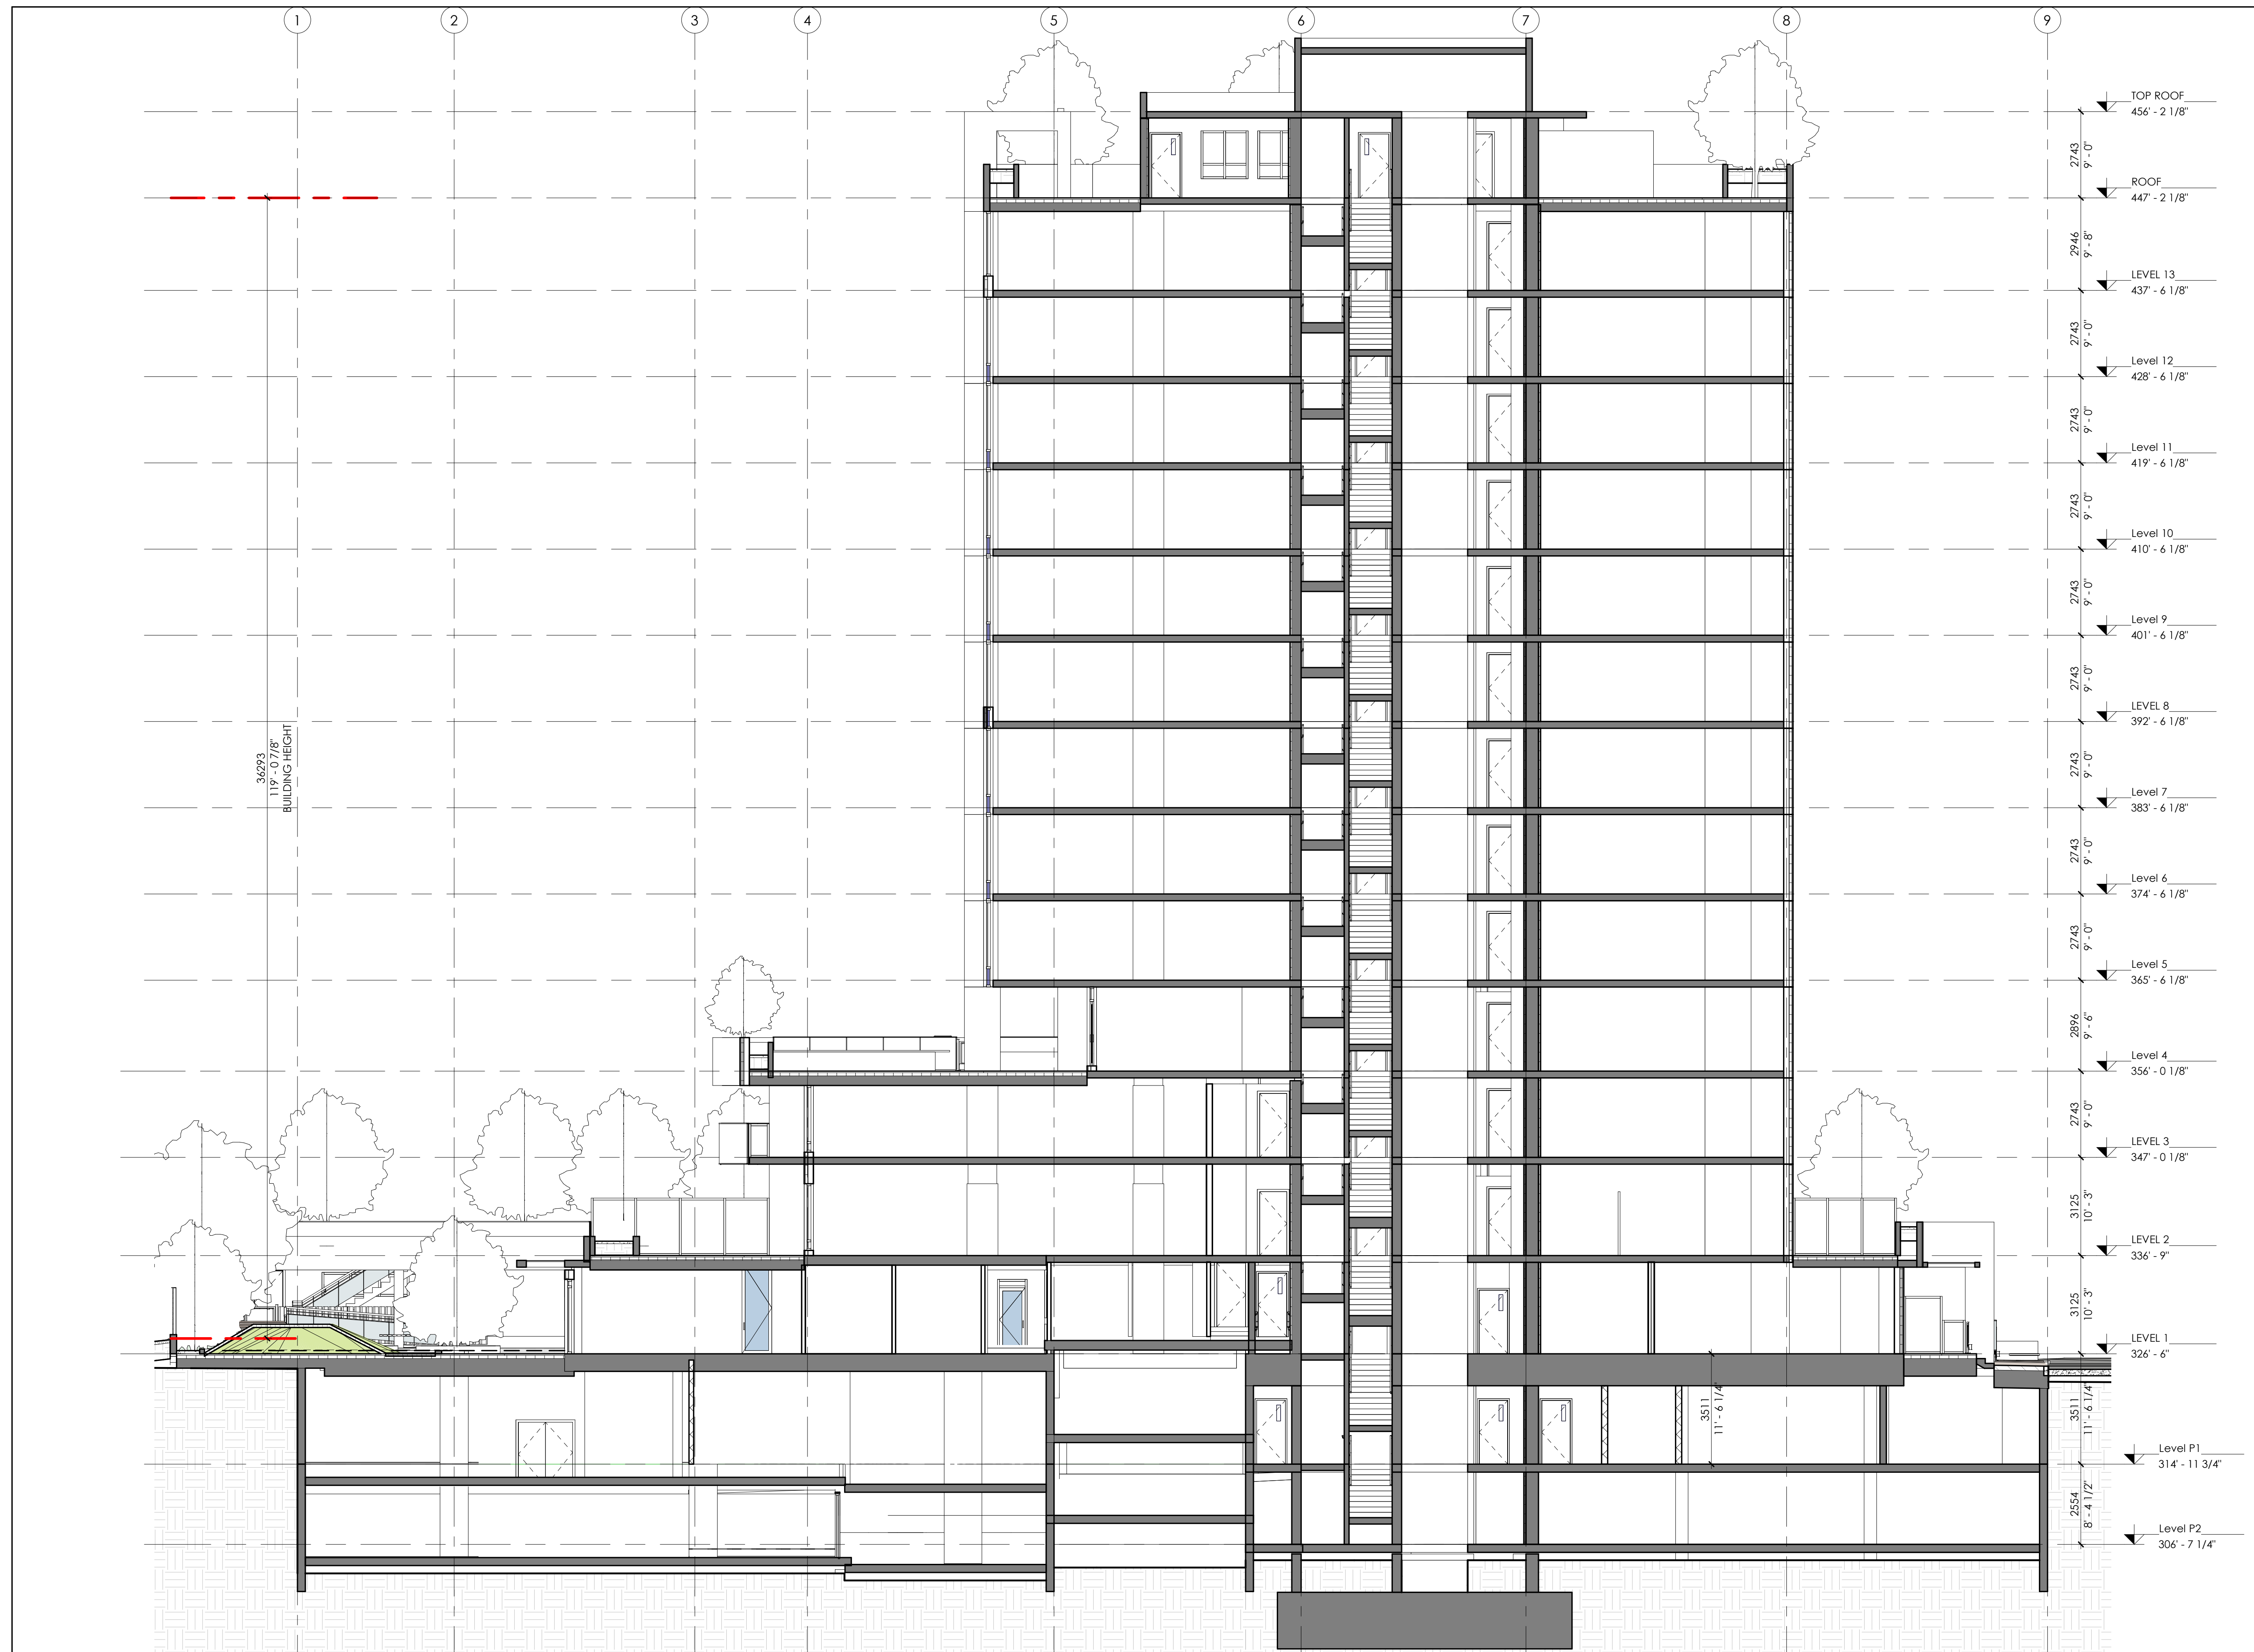 1 2 3 4 5 6 7 8 9
TOP ROOF
456' - 2 1/8"
2743
9' - 0"
ROOF
447' - 2 1/8"
2946
9' - 8"
LEVEL 13
437' - 6 1/8"
2743
9' - 0"
Level 12
428' - 6 1/8"
2743
9' - 0"
Level 11
419' - 6 1/8"
2743
9' - 0"
Level 10
410' - 6 1/8"
2743
9' - 0"
Level 9
401' - 6 1/8"
2743
9' - 0"
LEVEL 8
392' - 6 1/8"
2743
9' - 0"
Level 7
383' - 6 1/8"
2743
9' - 0"
Level 6
374' - 6 1/8"
2743
9' - 0"
Level 5
365' - 6 1/8"
2896
9' - 6"
Level 4
356' - 0 1/8"
2743
9' - 0"
LEVEL 3
347' - 0 1/8"
3125
10' - 3"
LEVEL 2
336' - 9"
3125
10' - 3"
LEVEL 1
326' - 6"
3511
11' - 6 1/4"
Level P1
314' - 11 3/4"
2554
8' - 4 1/2"
Level P2
306' - 7 1/4"
36293
119' - 0 7/8"
BUILDING HEIGHT
3511
11' - 6 1/4"